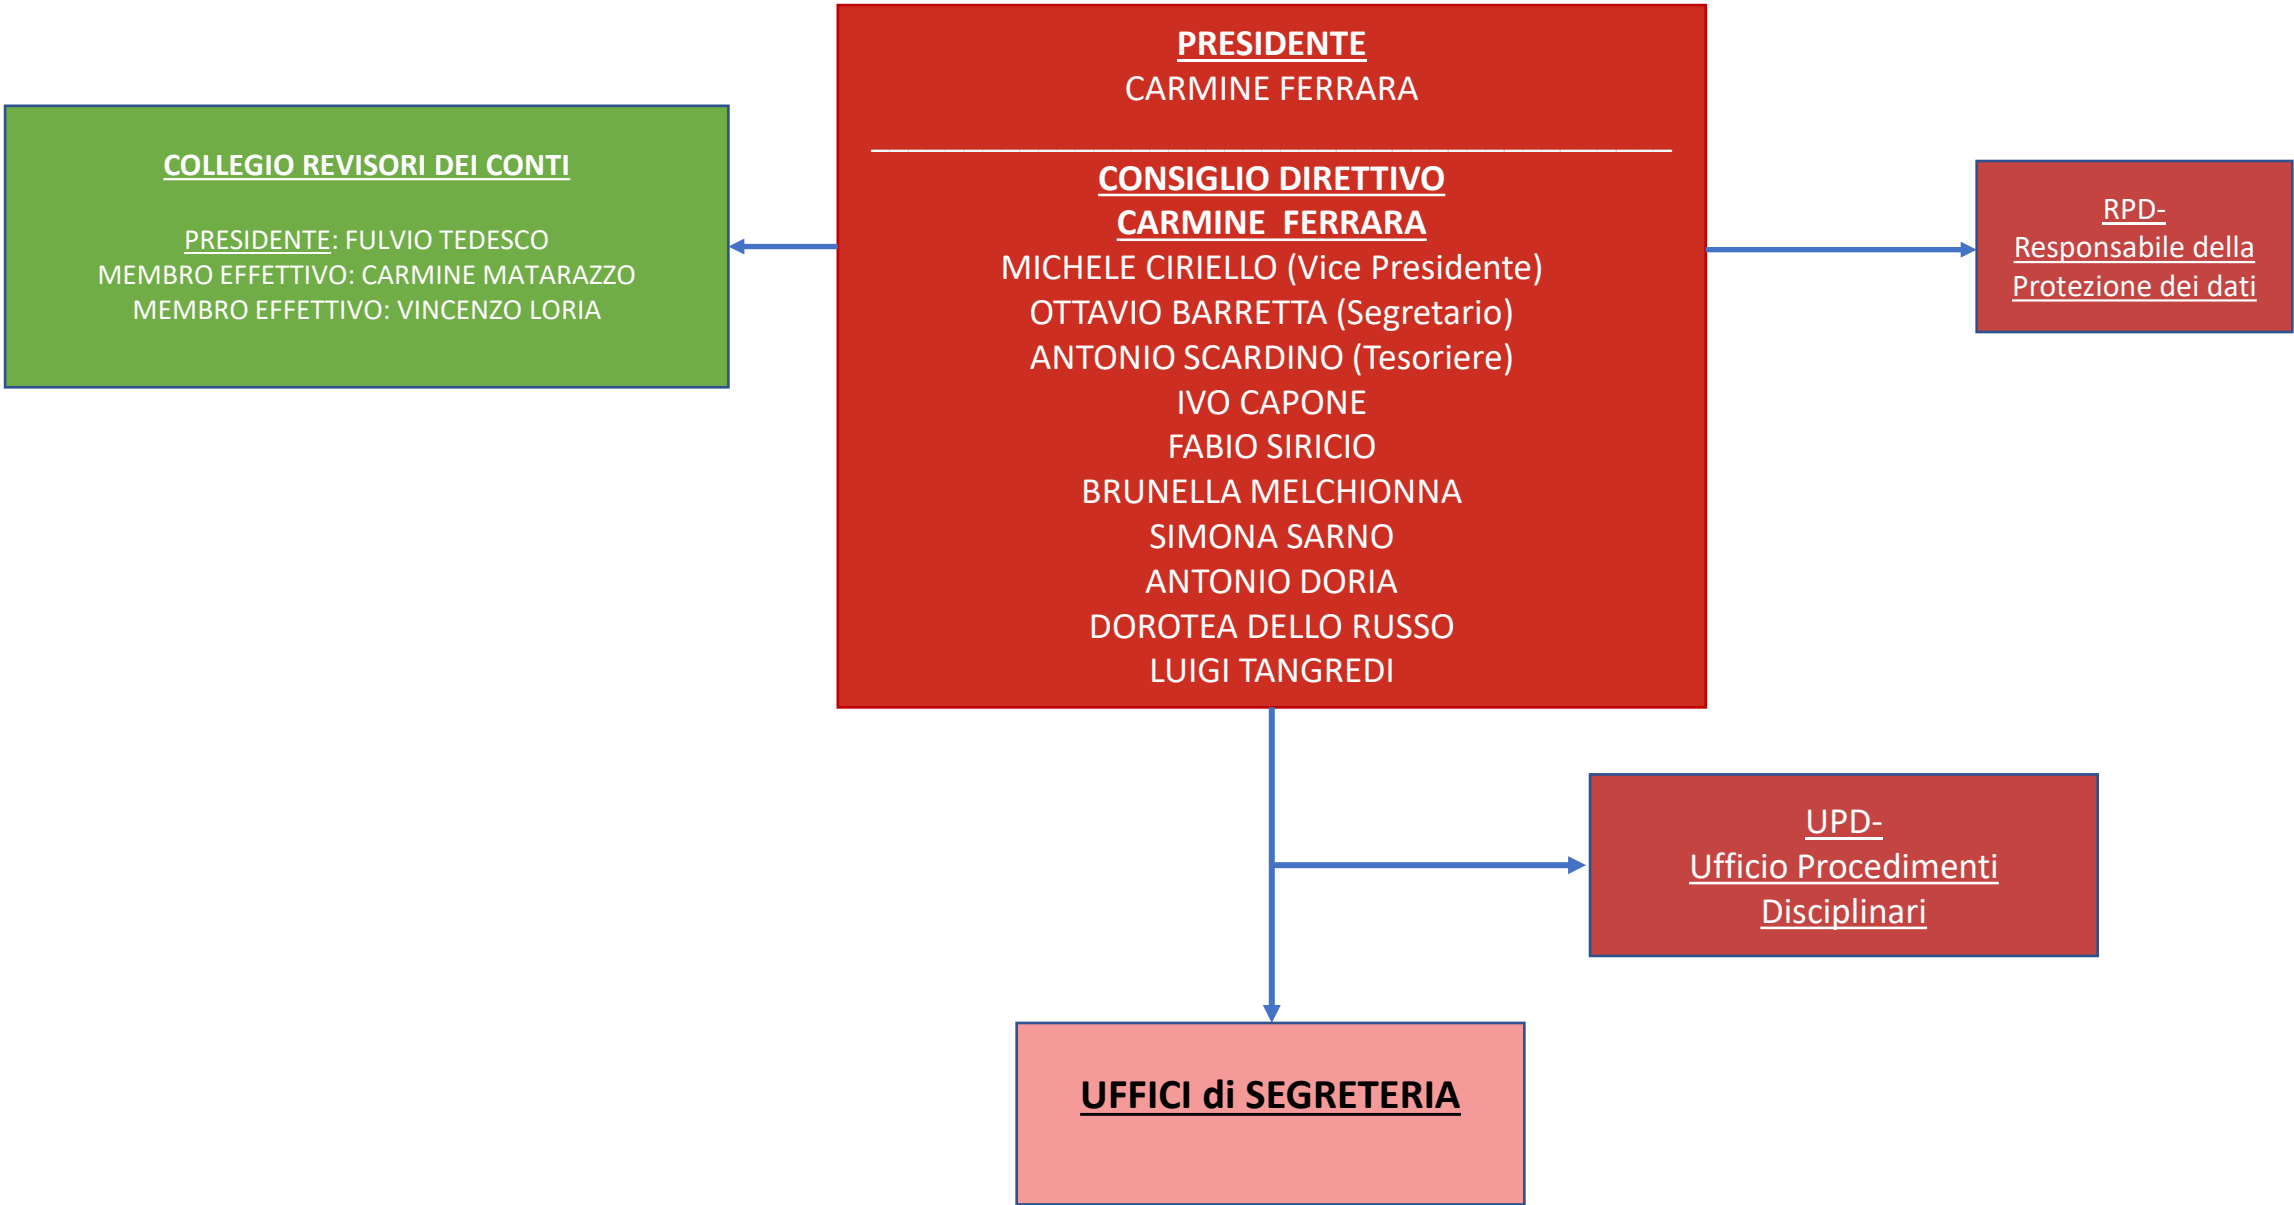 PRESIDENTE
CARMINE FERRARA
CONSIGLIO DIRETTIVO
CARMINE FERRARA
MICHELE CIRIELLO (Vice Presidente)
OTTAVIO BARRETTA (Segretario)
ANTONIO SCARDINO (Tesoriere)
IVO CAPONE
FABIO SIRICIO
BRUNELLA MELCHIONNA
SIMONA SARNO
ANTONIO DORIA
DOROTEA DELLO RUSSO
LUIGI TANGREDI
COLLEGIO REVISORI DEI CONTI
PRESIDENTE: FULVIO TEDESCO
MEMBRO EFFETTIVO: CARMINE MATARAZZO
MEMBRO EFFETTIVO: VINCENZO LORIA
RPD-
Responsabile della
Protezione dei dati
UPD-
Ufficio Procedimenti
Disciplinari
UFFICI di SEGRETERIA